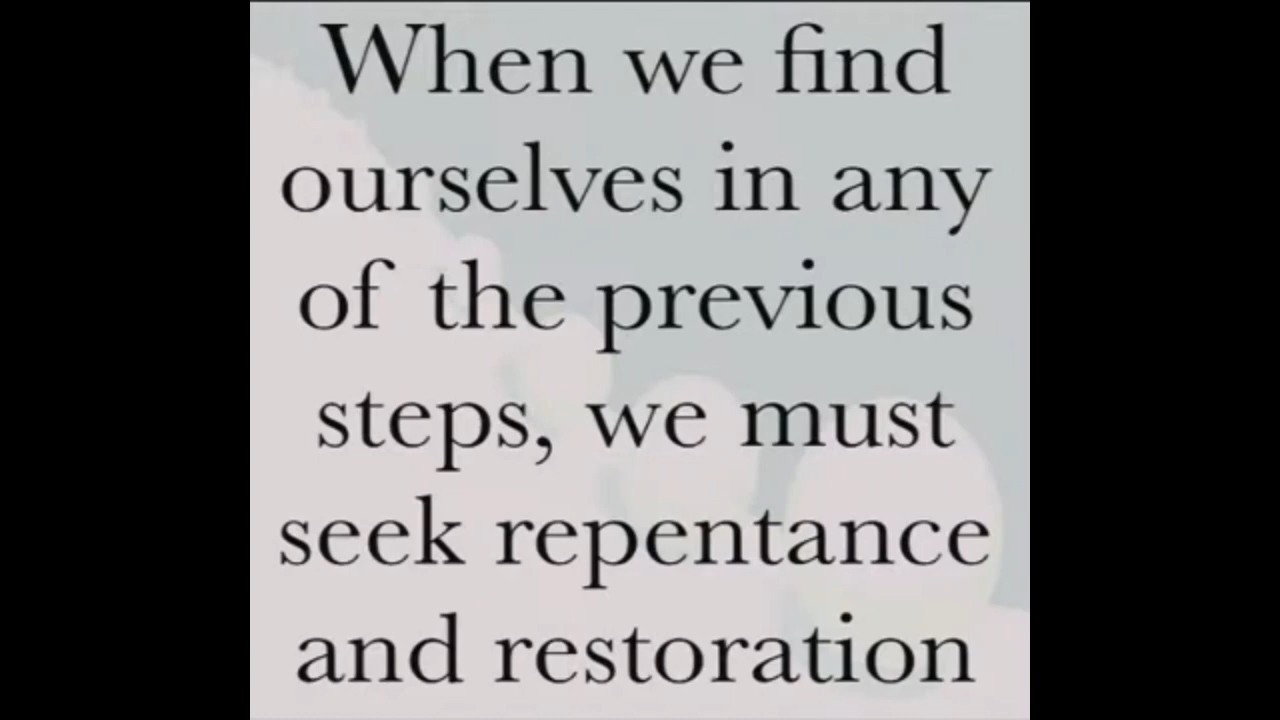 When we find
ourselves in any
of the previous
steps, we must
seek repentance
and restoration